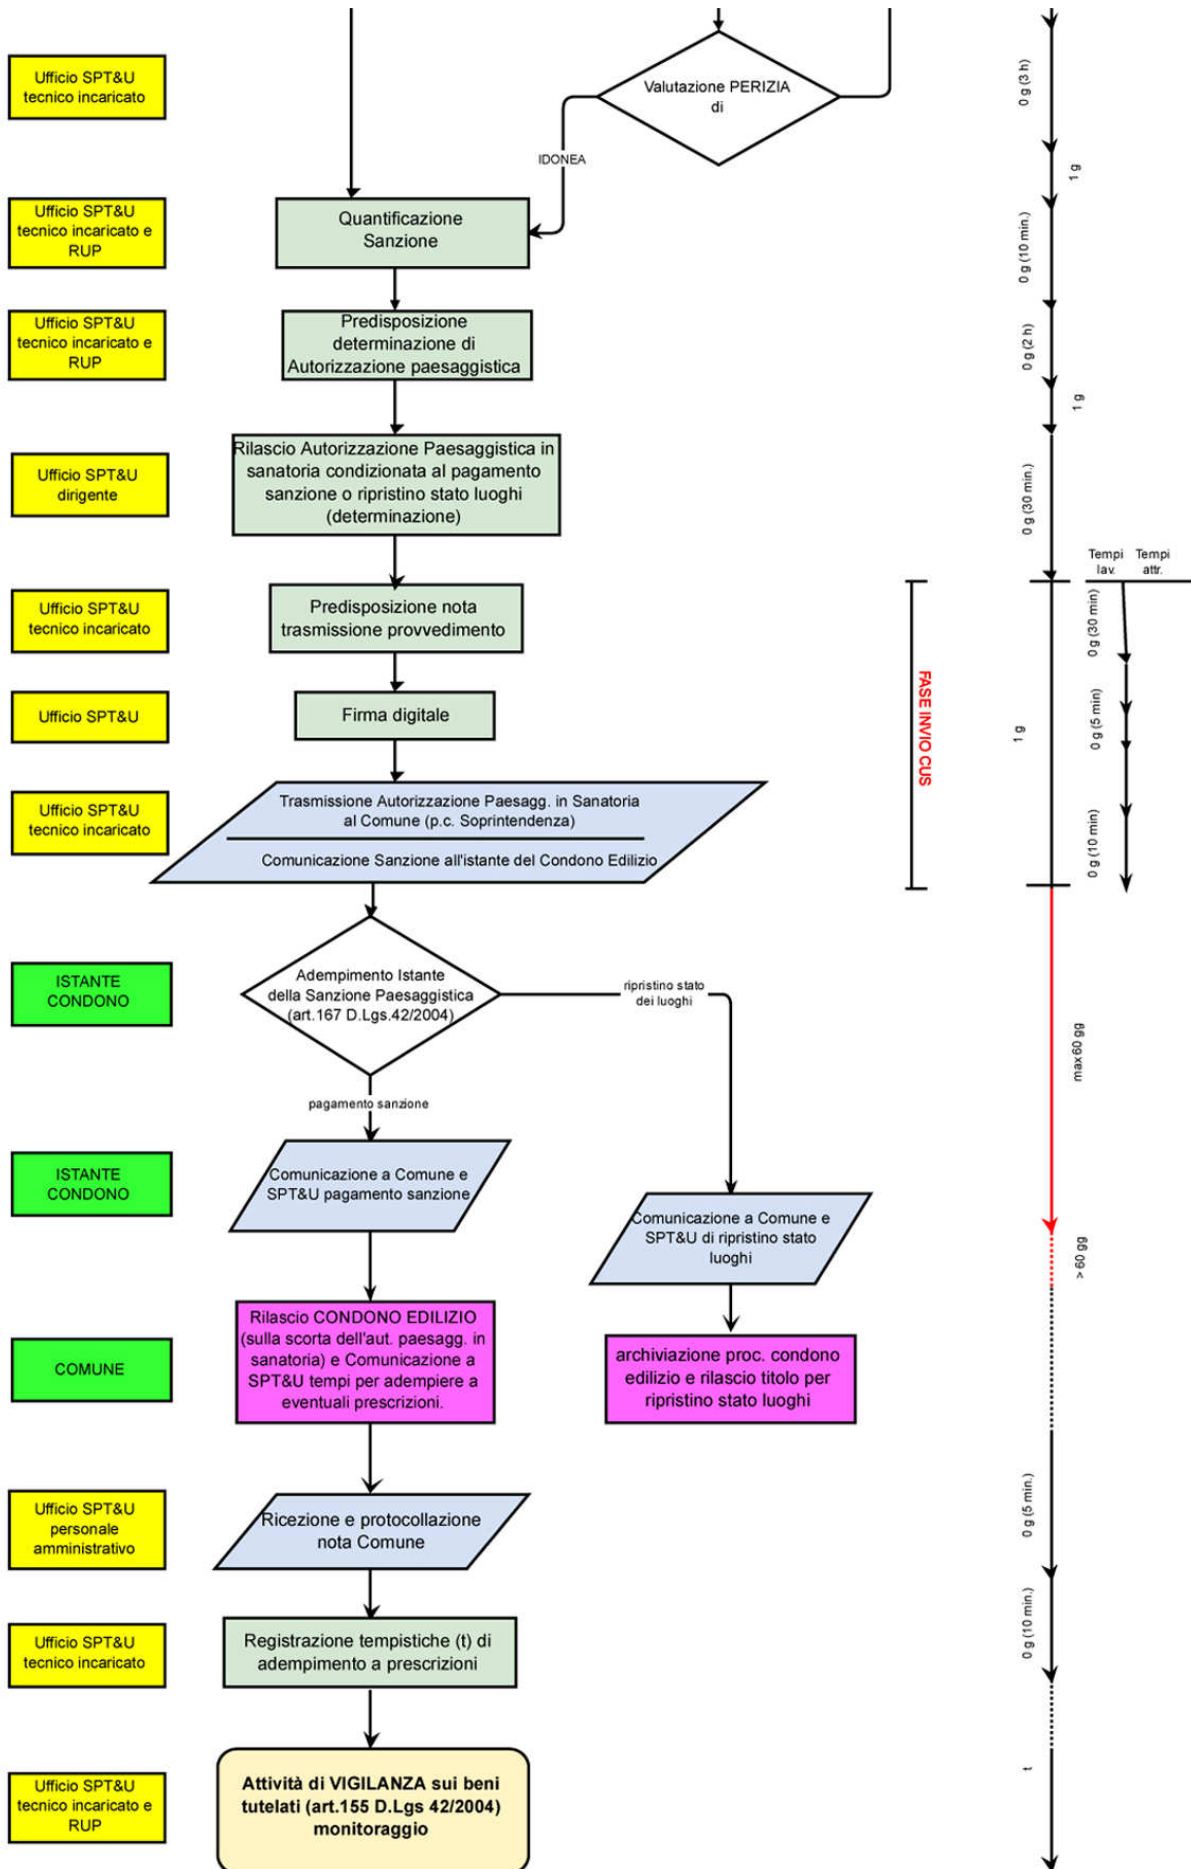 Ufficio SPT&U
tecnico incaricato
Valutazione PERIZIA
di
0 g (3 h)
IDONEA
1 g
Ufficio SPT&U
tecnico incaricato e
RUP
Quantificazione
Sanzione
0 g (10 min.)
Ufficio SPT&U
tecnico incaricato e
RUP
Predisposizione
determinazione di
Autorizzazione paesaggistica
0 g (2 h)
1 g
Ufficio SPT&U
dirigente
Rilascio Autorizzazione Paesaggistica in
sanatoria condizionata al pagamento
sanzione o ripristino stato luoghi
(determinazione)
0 g (30 min.)
Tempi
lav.
Tempi
attr.
Ufficio SPT&U
tecnico incaricato
Predisposizione nota
trasmissione provvedimento
0 g (30 min)
Ufficio SPT&U
Firma digitale
FASE INVIO CUS
1 g
0 g (5 min)
Ufficio SPT&U
tecnico incaricato
Trasmissione Autorizzazione Paesagg. in Sanatoria
al Comune (p.c. Soprintendenza)
Comunicazione Sanzione all'istante del Condono Edilizio
0 g (10 min)
ISTANTE
CONDONO
Adempimento Istante
della Sanzione Paesaggistica
(art.167 D.Lgs.42/2004)
ripristino stato
dei luoghi
max60 gg
pagamento sanzione
ISTANTE
CONDONO
Comunicazione a Comune e
SPT&U pagamento sanzione
Comunicazione a Comune e
SPT&U di ripristino stato
luoghi
>60 gg
COMUNE
Rilascio CONDONO EDILIZIO
(sulla scorta dell'aut. paesagg. in
sanatoria) e Comunicazione a
SPT&U tempi per adempiere a
eventuali prescrizioni.
archiviazione proc. condono
edilizio e rilascio titolo per
ripristino stato luoghi
Ufficio SPT&U
personale
amministrativo
Ricezione e protocollazione
nota Comune
0 g (5 min.)
Ufficio SPT&U
tecnico incaricato
Registrazione tempistiche (t) di
adempimento a prescrizioni
0 g (10 min.)
Ufficio SPT&U
tecnico incaricato e
RUP
Attività di VIGILANZA sui beni
tutelati (art.155 D.Lgs 42/2004)
monitoraggio
t